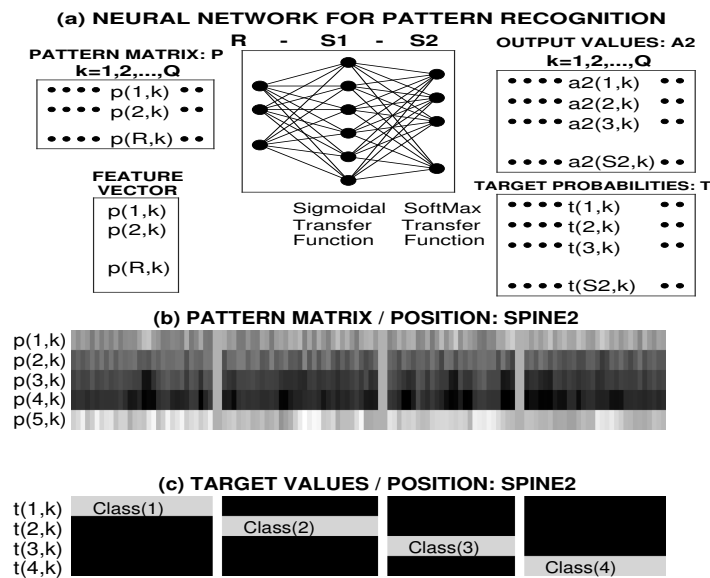 (a) NEURAL NETWORK FOR PATTERN RECOGNITION
R - S1 - S2
PATTERN MATRIX: P
k=1,2,...,Q
p(1,k)
p(2,k)
p(R,k)
FEATURE
VECTOR
p(1,k)
p(2,k)
p(R,k)
Sigmoidal
Transfer
Function
SoftMax
Transfer
Function
OUTPUT VALUES: A2
k=1,2,...,Q
a2(1,k)
a2(2,k)
a2(3,k)
a2(S2,k)
TARGET PROBABILITIES: T
t(1,k)
t(2,k)
t(3,k)
t(S2,k)
(b) PATTERN MATRIX / POSITION: SPINE2
p(1,k)
p(2,k)
p(3,k)
p(4,k)
p(5,k)
(c) TARGET VALUES / POSITION: SPINE2
t(1,k) Class(1)
t(2,k) Class(2)
t(3,k) Class(3)
t(4,k) Class(4)